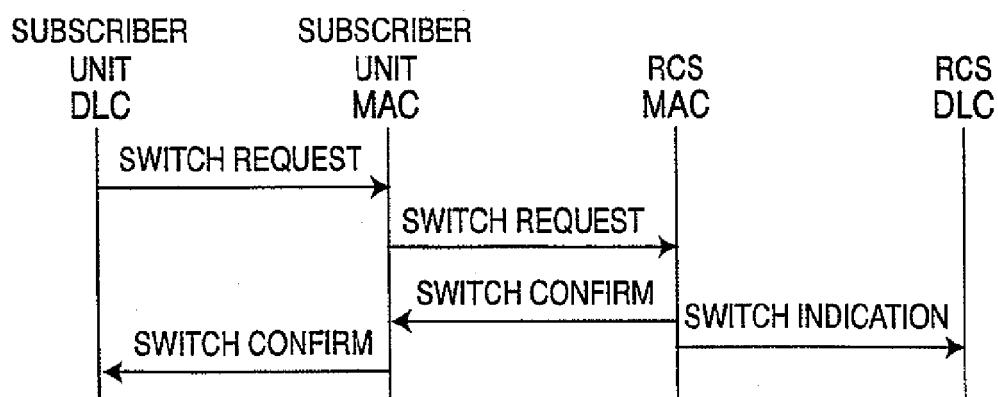 SUBSCRIBER
UNIT
DLC
SUBSCRIBER
UNIT
MAC
RCS
MAC
RCS
DLC
SWITCH REQUEST
SWITCH REQUEST
SWITCH CONFIRM
SWITCH INDICATION
SWITCH CONFIRM